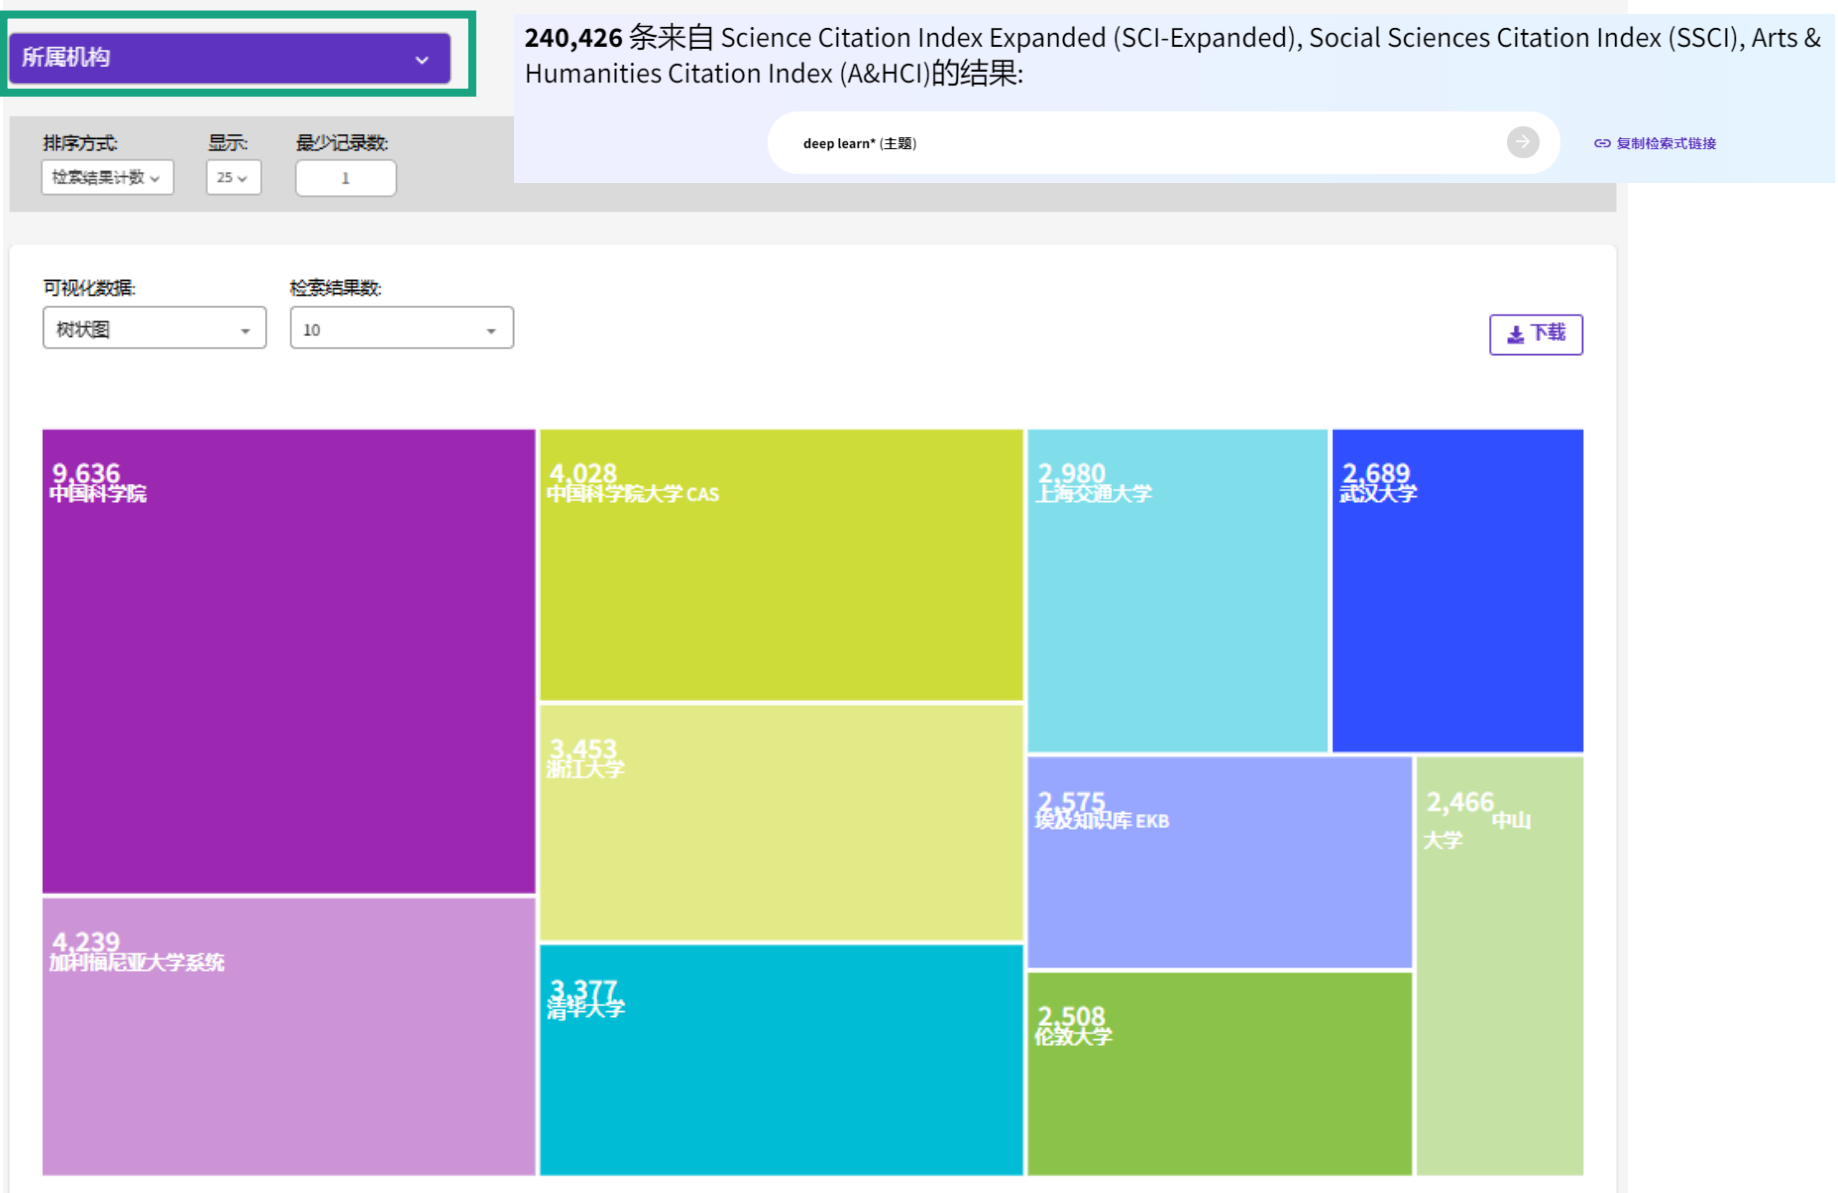 所属机构
240,426 条来自 Science Citation Index Expanded (SCI-Expanded), Social Sciences Citation Index (SSCI), Arts &
Humanities Citation Index (A&HCI)的结果:
deep learn* (主题)
复制检索式链接
排序方式: 显示: 最少记录数:
检索结果计数 25 1
可视化数据: 检索结果数:
树状图 10
下载
9,636
中国科学院
4,239
加利福尼亚大学系统
4,028
中国科学院大学 CAS
3,453
浙江大学
3,377
清华大学
2,980
上海交通大学
2,689
武汉大学
2,575
埃及知识库 EKB
2,508
伦敦大学
2,466 中山
大学